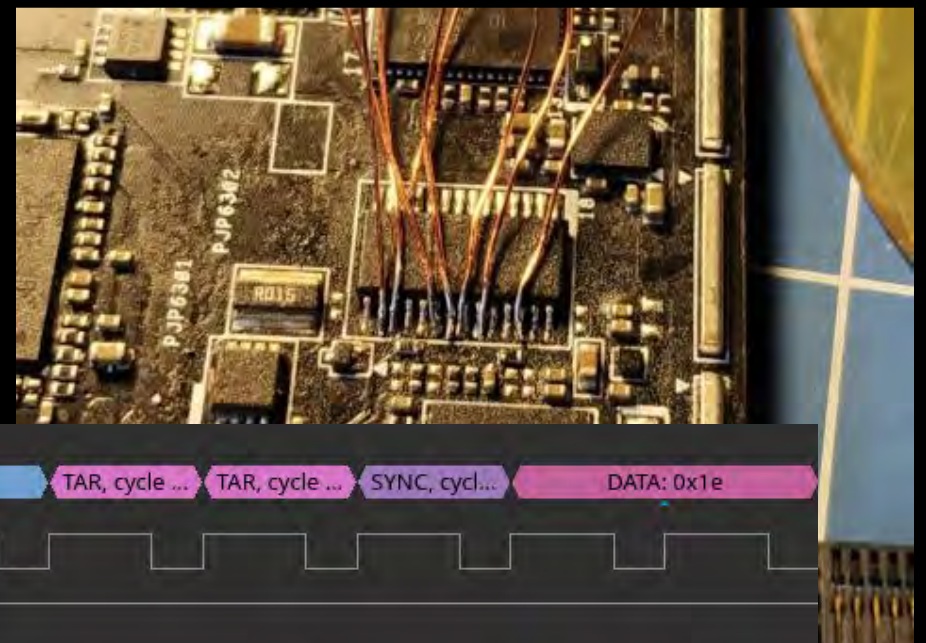 PJP6302
PJP6301
R015
TAR, cycle ...
TAR, cycle ...
SYNC, cycl...
DATA: 0x1e